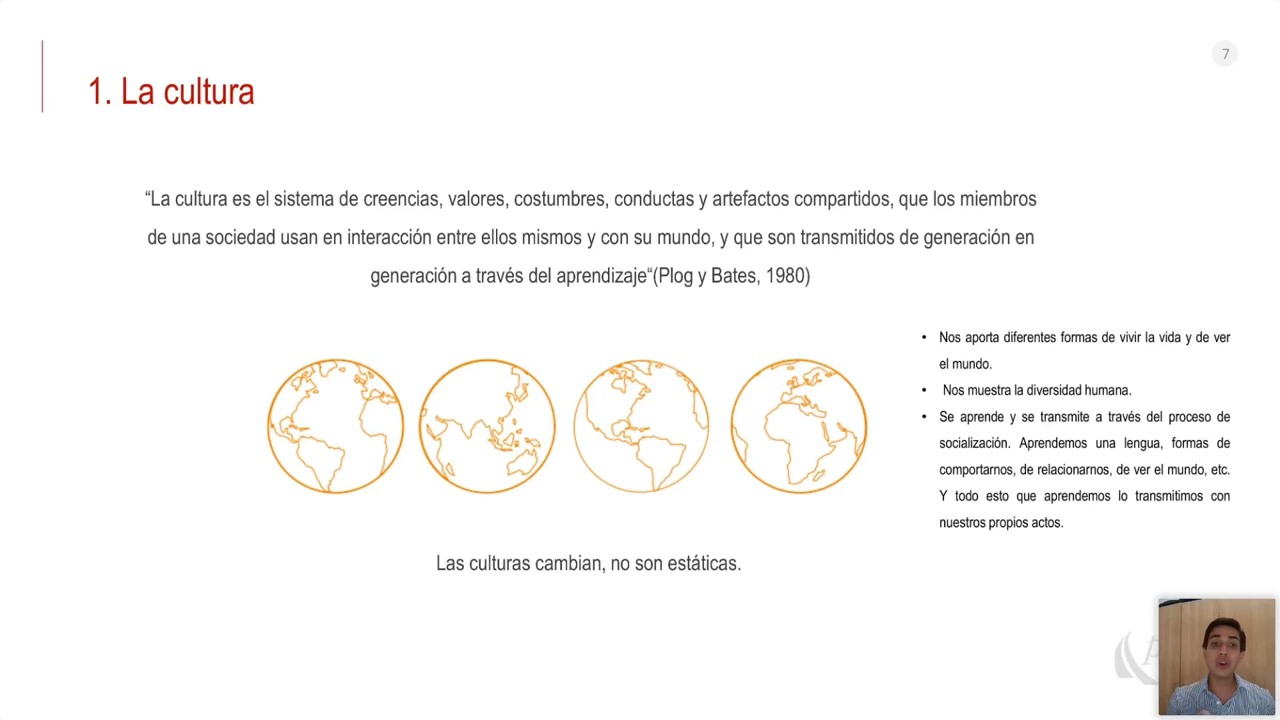 7
1. La cultura
“La cultura es el sistema de creencias, valores, costumbres, conductas y artefactos compartidos, que los miembros
de una sociedad usan en interacción entre ellos mismos y con su mundo, y que son transmitidos de generación en
generación a través del aprendizaje“(Plog y Bates, 1980)
• Nos aporta diferentes formas de vivir la vida y de ver
el mundo.
• Nos muestra la diversidad humana.
• Se aprende y se transmite a través del proceso de
socialización. Aprendemos una lengua, formas de
comportarnos, de relacionarnos, de ver el mundo, etc.
Y todo esto que aprendemos lo transmitimos con
nuestros propios actos.
Las culturas cambian, no son estáticas.